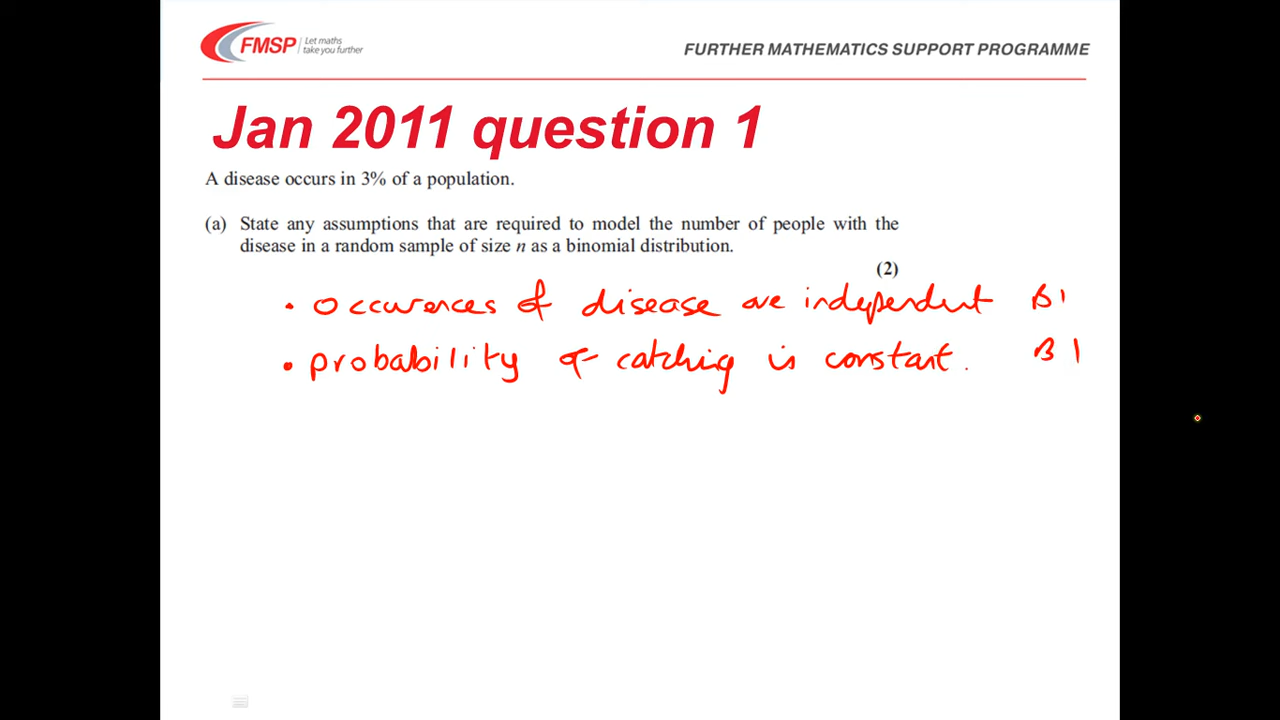 FMSP
Let maths
take you further
FURTHER MATHEMATICS SUPPORT PROGRAMME
Jan 2011 question 1
A disease occurs in 3% of a population.
(a) State any assumptions that are required to model the number of people with the
disease in a random sample of size n as a binomial distribution.
(2)
• Occurences of disease are independent B1
• probability of catching is constant. B1